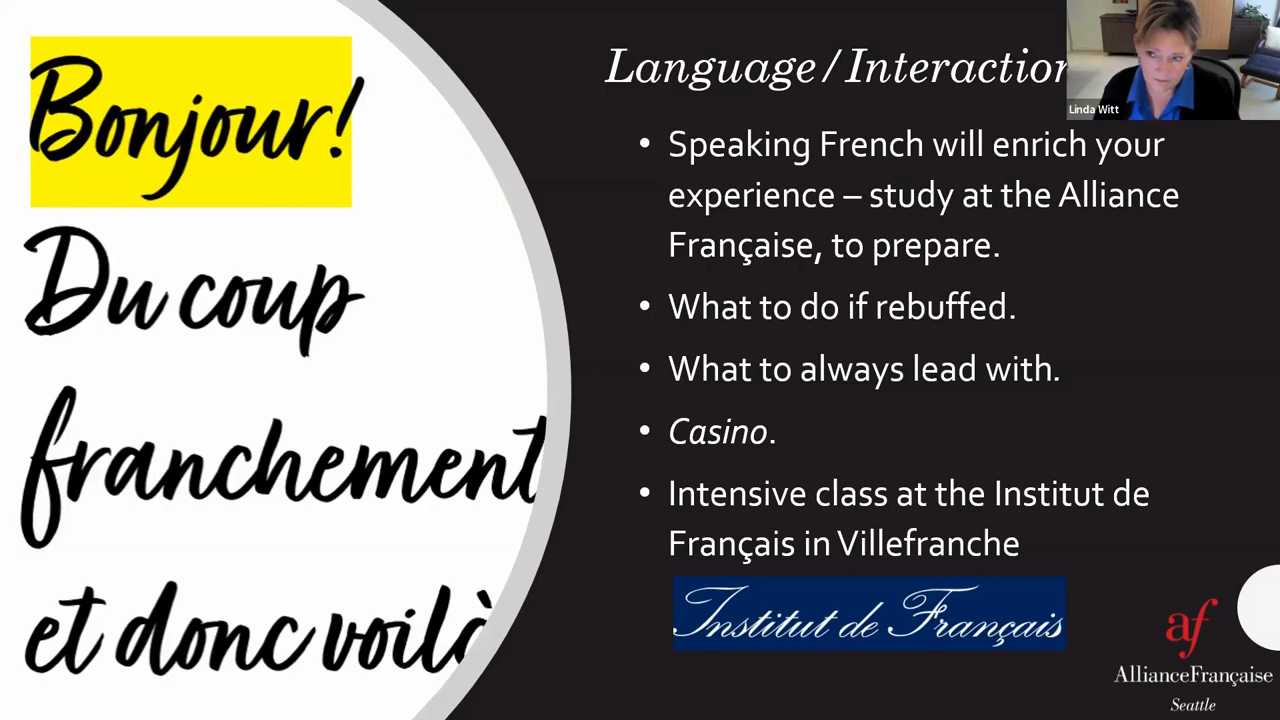 Bonjour!
Du coup
franchement
et donc voilà
Language/Interaction
Linda Witt
• Speaking French will enrich your
experience – study at the Alliance
Française, to prepare.
• What to do if rebuffed.
• What to always lead with.
• Casino.
• Intensive class at the Institut de
Français in Villefranche
Institut de Français
af
AllianceFrançaise
Seattle